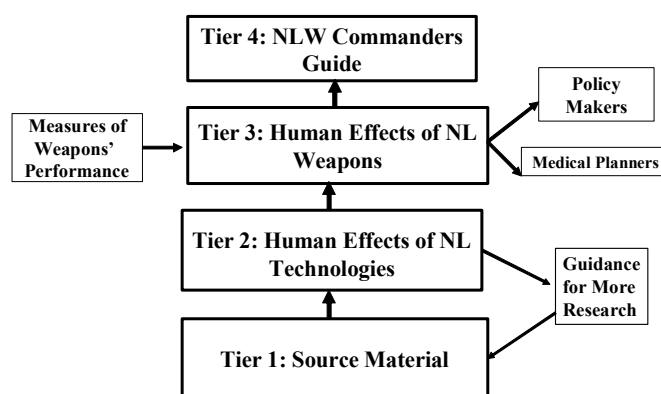 Tier 4: NLW Commanders
Guide
Policy
Makers
Measures of
Weapons'
Performance
Tier 3: Human Effects of NL
Weapons
Medical Planners
Tier 2: Human Effects of NL
Technologies
Guidance
for More
Research
Tier 1: Source Material